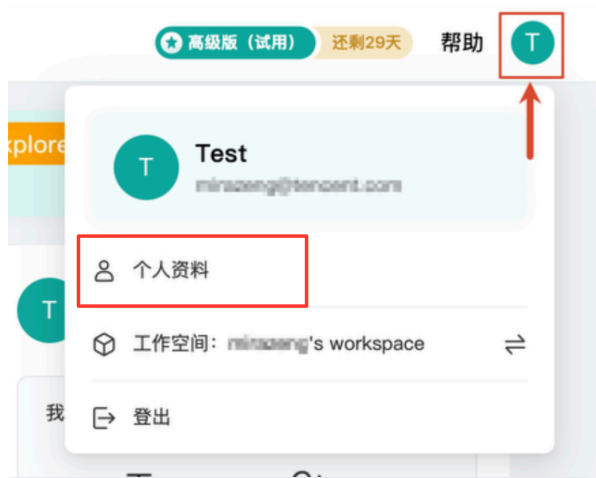 高级版（试用）
还剩29天
帮助
T
xplore
T
Test
个人资料
T
工作空间：
's workspace
我
登出